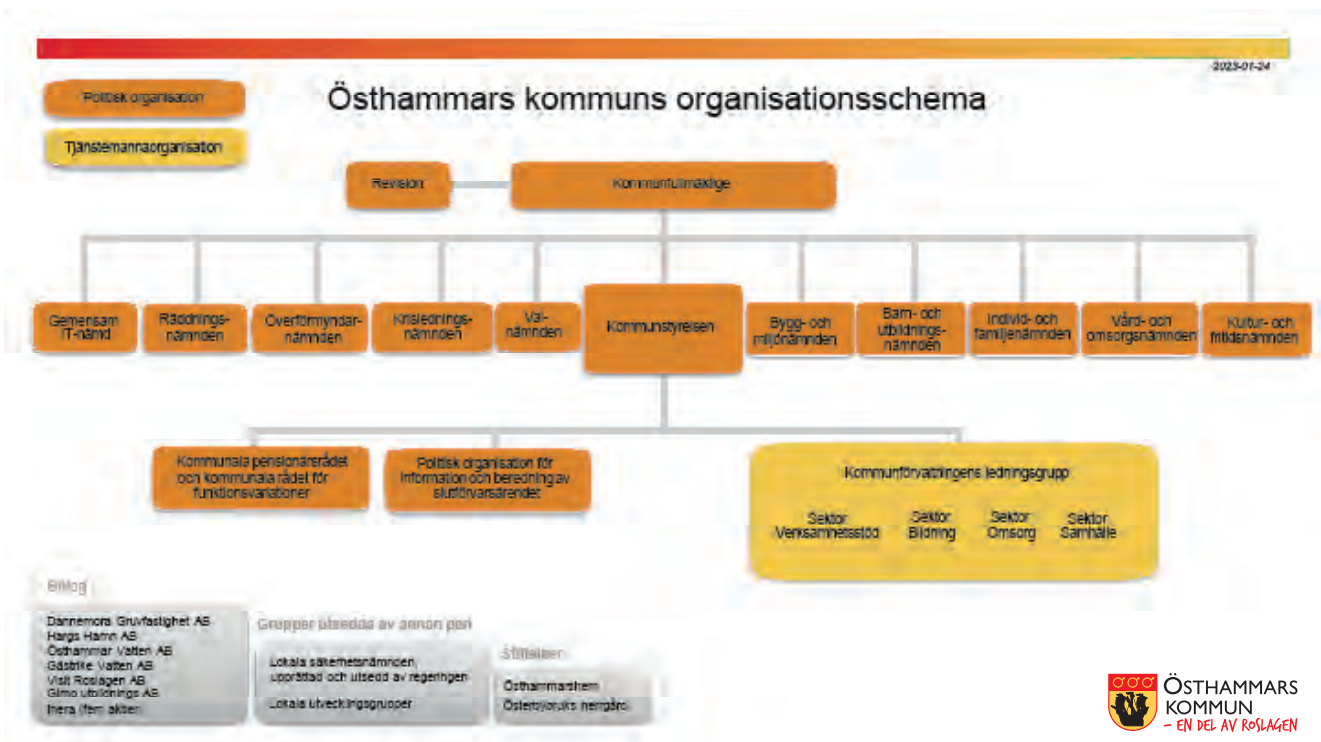 2023-01-24
Politisk organisation
Östhammars kommuns organisationsschema
Tjänstemannaorganisation
Revision
Kommunfullmäktige
Gemensam
IT-nämd
Räddnings-
nämnden
Överförmyndar-
nämnden
Krislednings-
nämnden
Val-
nämnden
Kommunstyrelsen
Bygg- och
miljönämnden
Barn- och
utbildnings-
nämnden
Individ- och
familjenämnden
Vård- och
omsorgsnämnden
Kultur- och
fritidsnämnden
Kommunala pensionärsrådet
och kommunala rådet för
funktionsvariationer
Politisk organisation för
information och beredning av
slutförvarsärendet
Kommunförvaltningens ledningsgrupp
Sektor
Verksamhetsstöd
Sektor
Bildning
Sektor
Omsorg
Sektor
Samhälle
Bolag
Dannemora Gruvfastighet AB
Hargs Hamn AB
Östhammar Vatten AB
Gästrike Vatten AB
Visit Roslagen AB
Gimo utbildnings AB
Inera (fem aktier)
Grupper utsedda av annan part
Lokala säkerhetsnämnden,
upprättad och utsedd av regeringen
Lokala utvecklingsgrupper
Stiftelser
Östhammarshem
Österbybruks herrgård
ÖSTHAMMARS
KOMMUN
– EN DEL AV ROSLAGEN